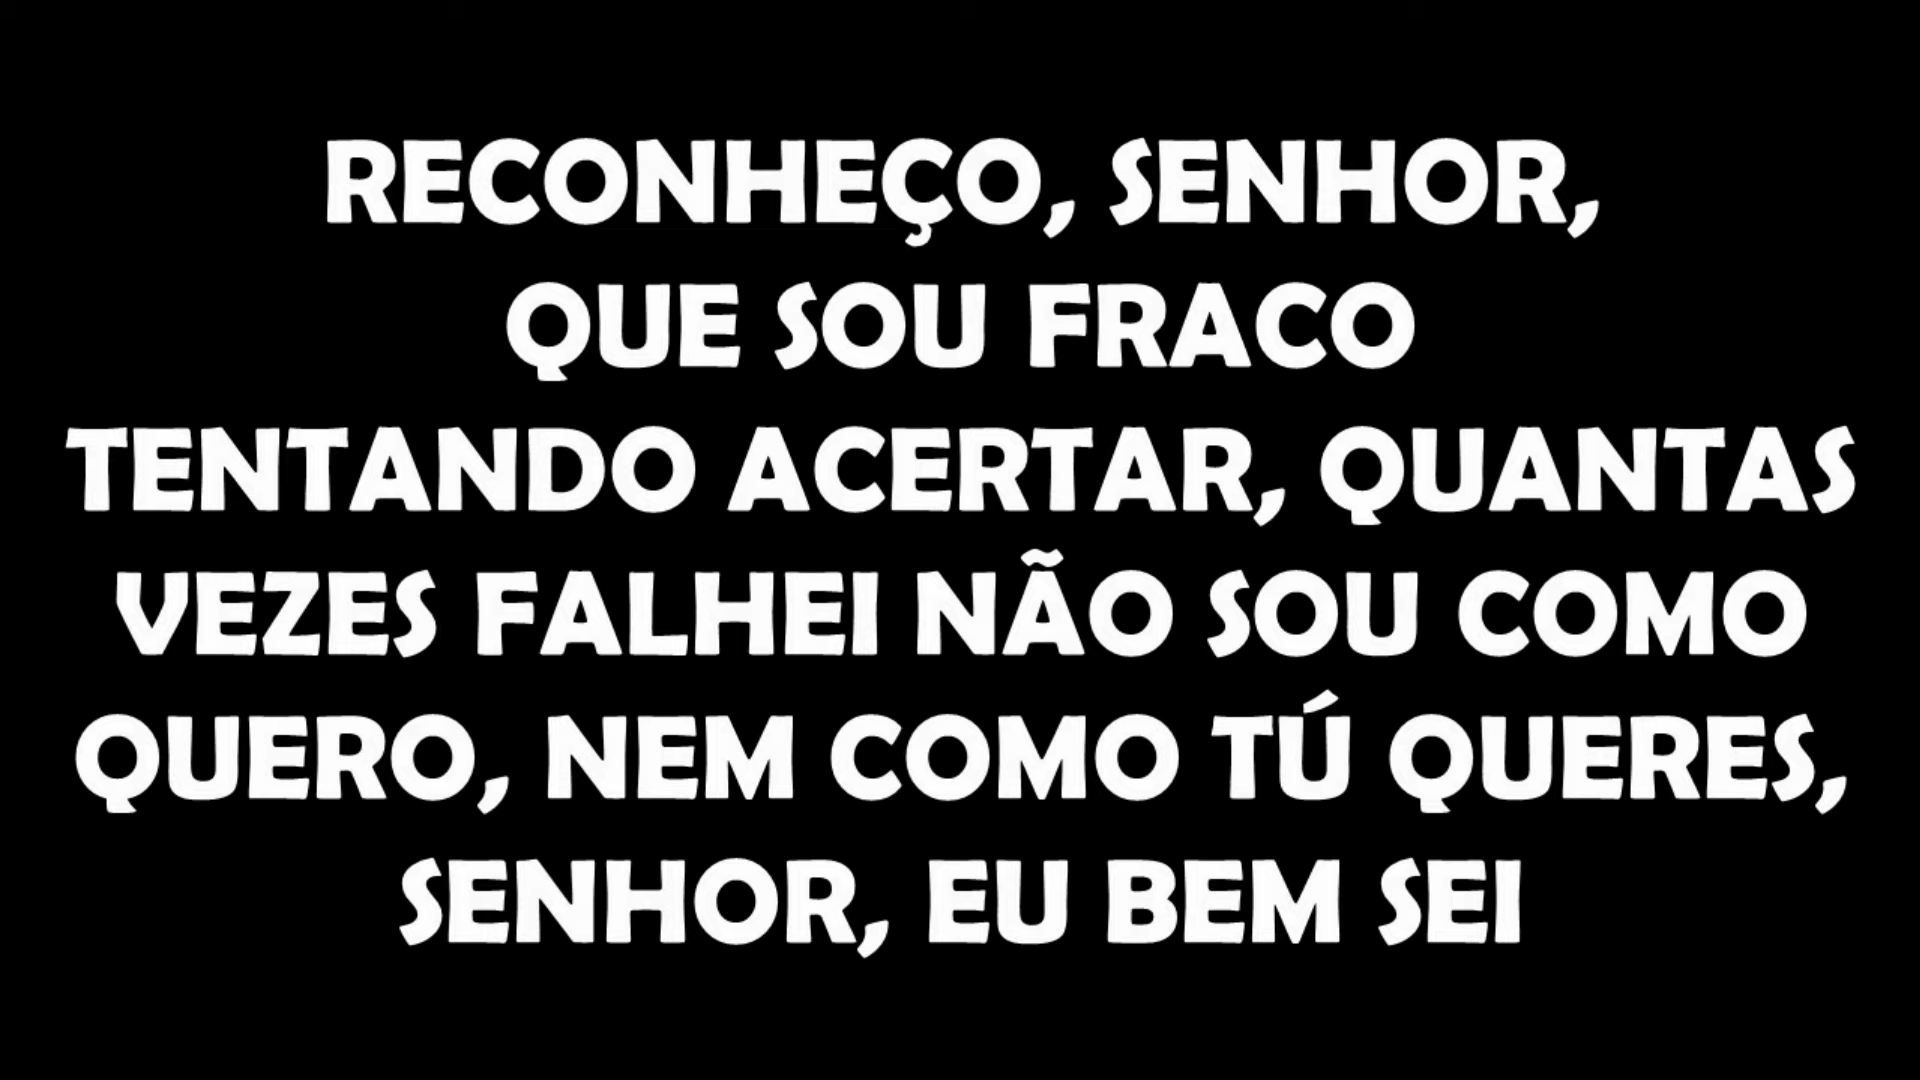 RECONHEÇO, SENHOR,
QUE SOU FRACO
TENTANDO ACERTAR, QUANTAS
VEZES FALHEI NÃO SOU COMO
QUERO, NEM COMO TÚ QUERES,
SENHOR, EU BEM SEI